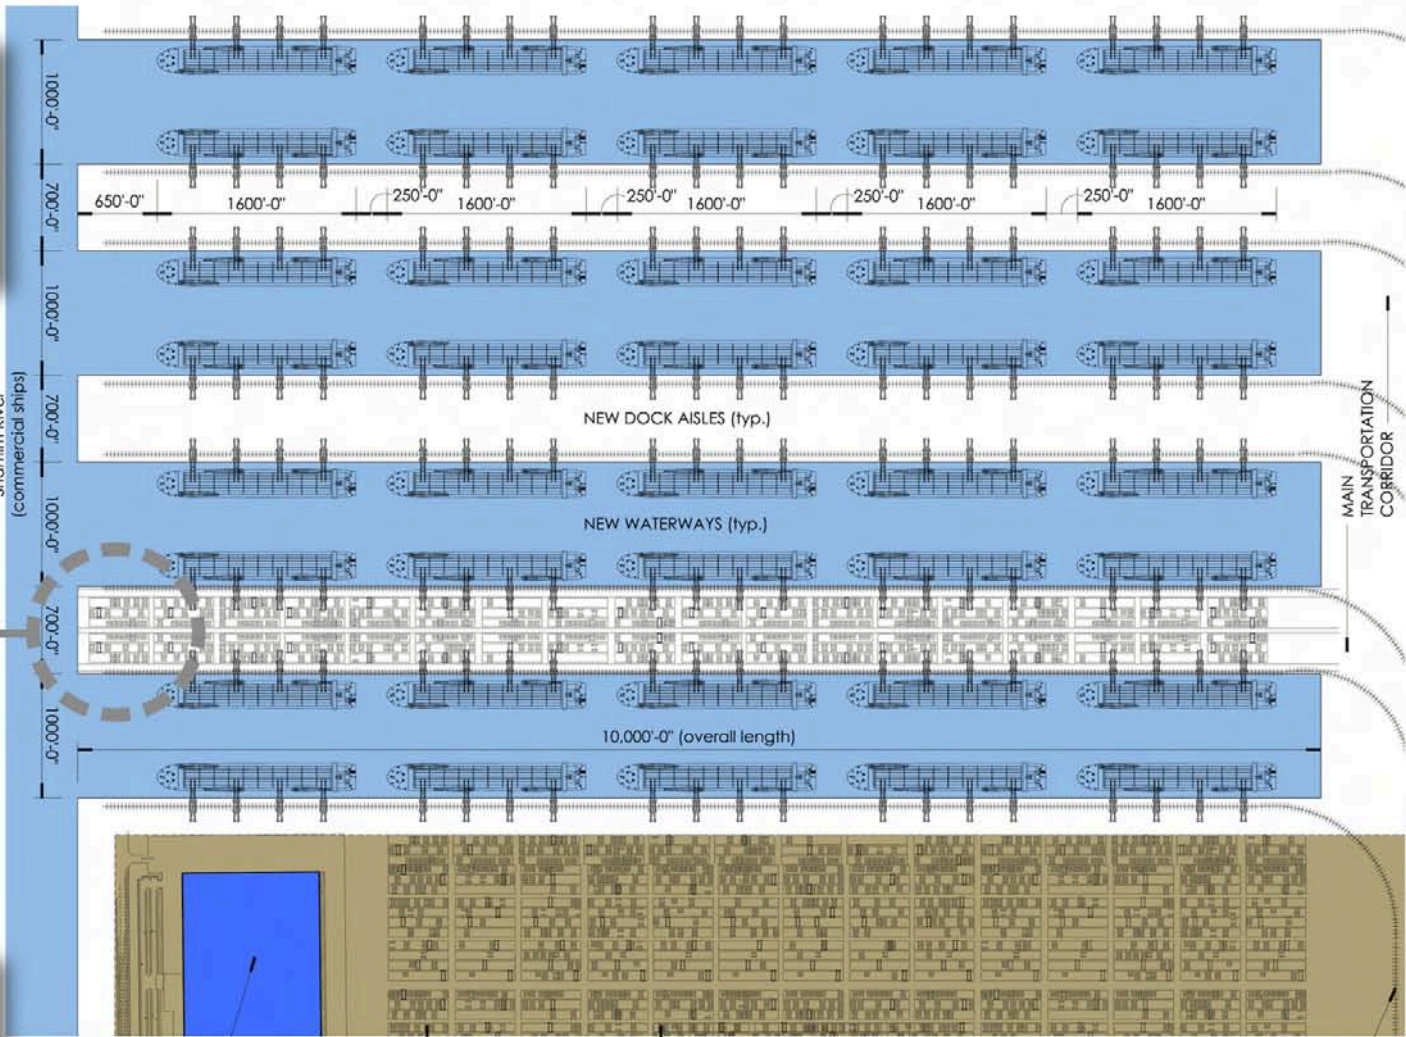 1000'-0"
700'-0"
650'-0"
1600'-0"
250'-0"
1600'-0"
250'-0"
1600'-0"
250'-0"
1600'-0"
250'-0"
1600'-0"
1000'-0"
(commercial ships)
700'-0"
NEW DOCK AISLES (typ.)
MAIN
TRANSPORTATION
CORRIDOR
1000'-0"
NEW WATERWAYS (typ.)
700'-0"
1000'-0"
10,000'-0" (overall length)